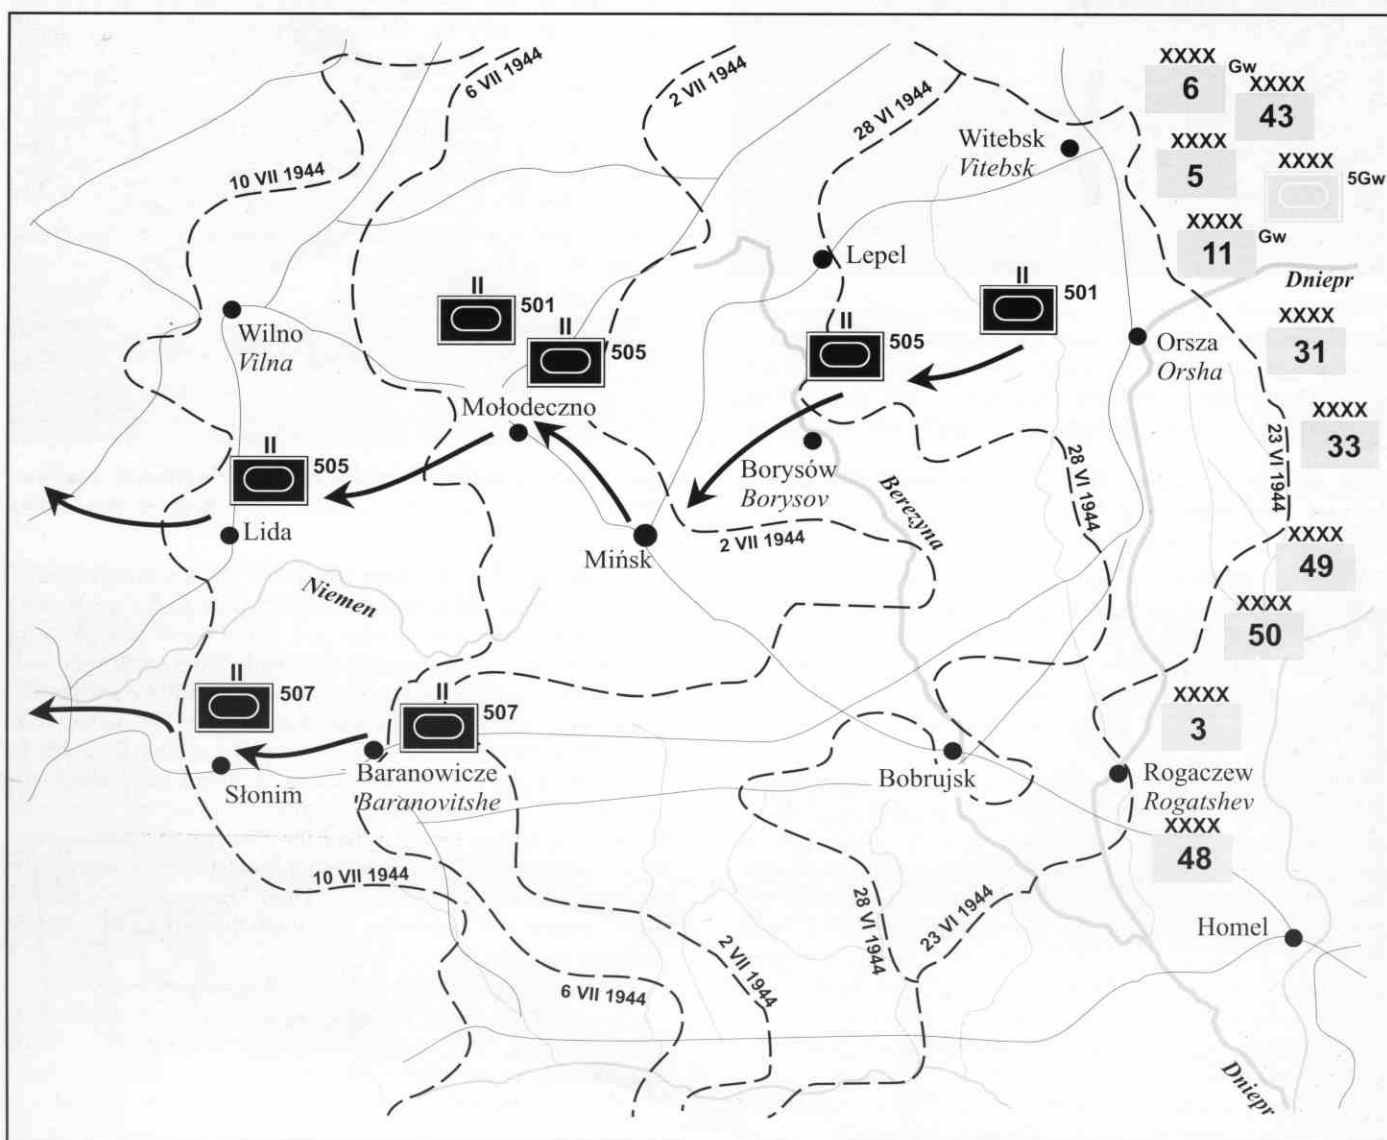 6 VII 1944
2 VII 1944
28 VI 1944
10 VII 1944
XXXX
6 Gw
XXXX
43
Witebsk
Vitebsk
XXXX
5
XXXX
5Gw
XXXX
11 Gw
Lepel
Dniepr
II
501
II
505
II
505
II
501
XXXX
31
Wilno
Vilna
Orsza
Orsha
Mołodeczno
XXXX
33
23 VI 1944
II
505
Borysów
Borysov
28 VI 1944
Berezyna
Lida
Mińsk
2 VII 1944
XXXX
49
Niemen
XXXX
50
II
507
II
507
XXXX
3
Słonim
Baranowicze
Baranovitshe
Bobrujsk
Rogaczew
Rogatshev
XXXX
48
10 VII 1944
28 VI 1944
23 VI 1944
Homel
2 VII 1944
6 VII 1944
Dniepr